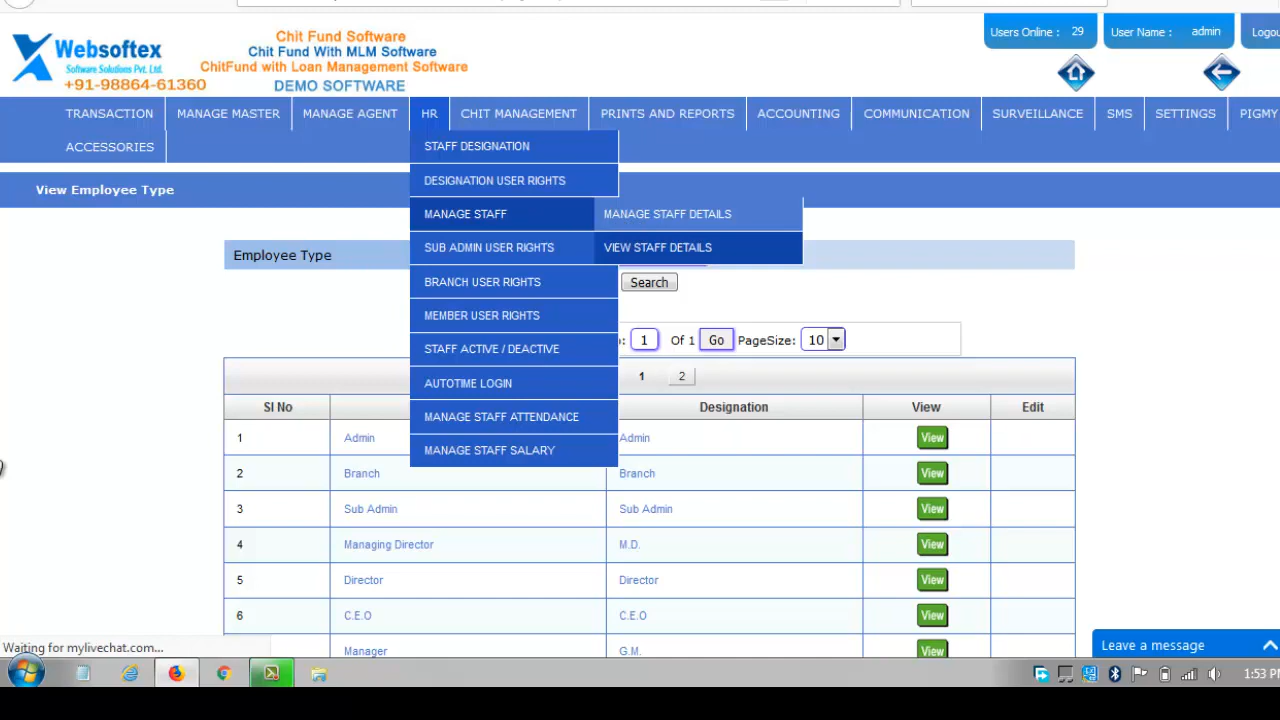 Websoftex
Software Solutions Pvt. Ltd.
+91-98864-61360
Chit Fund Software
Chit Fund With MLM Software
ChitFund with Loan Management Software
DEMO SOFTWARE
Users Online : 29
User Name : admin
Logou
TRANSACTION MANAGE MASTER MANAGE AGENT HR CHIT MANAGEMENT PRINTS AND REPORTS ACCOUNTING COMMUNICATION SURVEILLANCE SMS SETTINGS PIGMY
ACCESSORIES
STAFF DESIGNATION
DESIGNATION USER RIGHTS
MANAGE STAFF
SUB ADMIN USER RIGHTS
BRANCH USER RIGHTS
MEMBER USER RIGHTS
STAFF ACTIVE / DEACTIVE
AUTOTIME LOGIN
MANAGE STAFF ATTENDANCE
MANAGE STAFF SALARY
MANAGE STAFF DETAILS
VIEW STAFF DETAILS
View Employee Type
Employee Type
Search
1 Of 1 Go PageSize: 10
1 2
Sl No Designation View Edit
1 Admin Admin View
2 Branch Branch View
3 Sub Admin Sub Admin View
4 Managing Director M.D. View
5 Director Director View
6 C.E.O C.E.O View
Manager G.M. View
Waiting for mylivechat.com...
Leave a message
1:53 PM